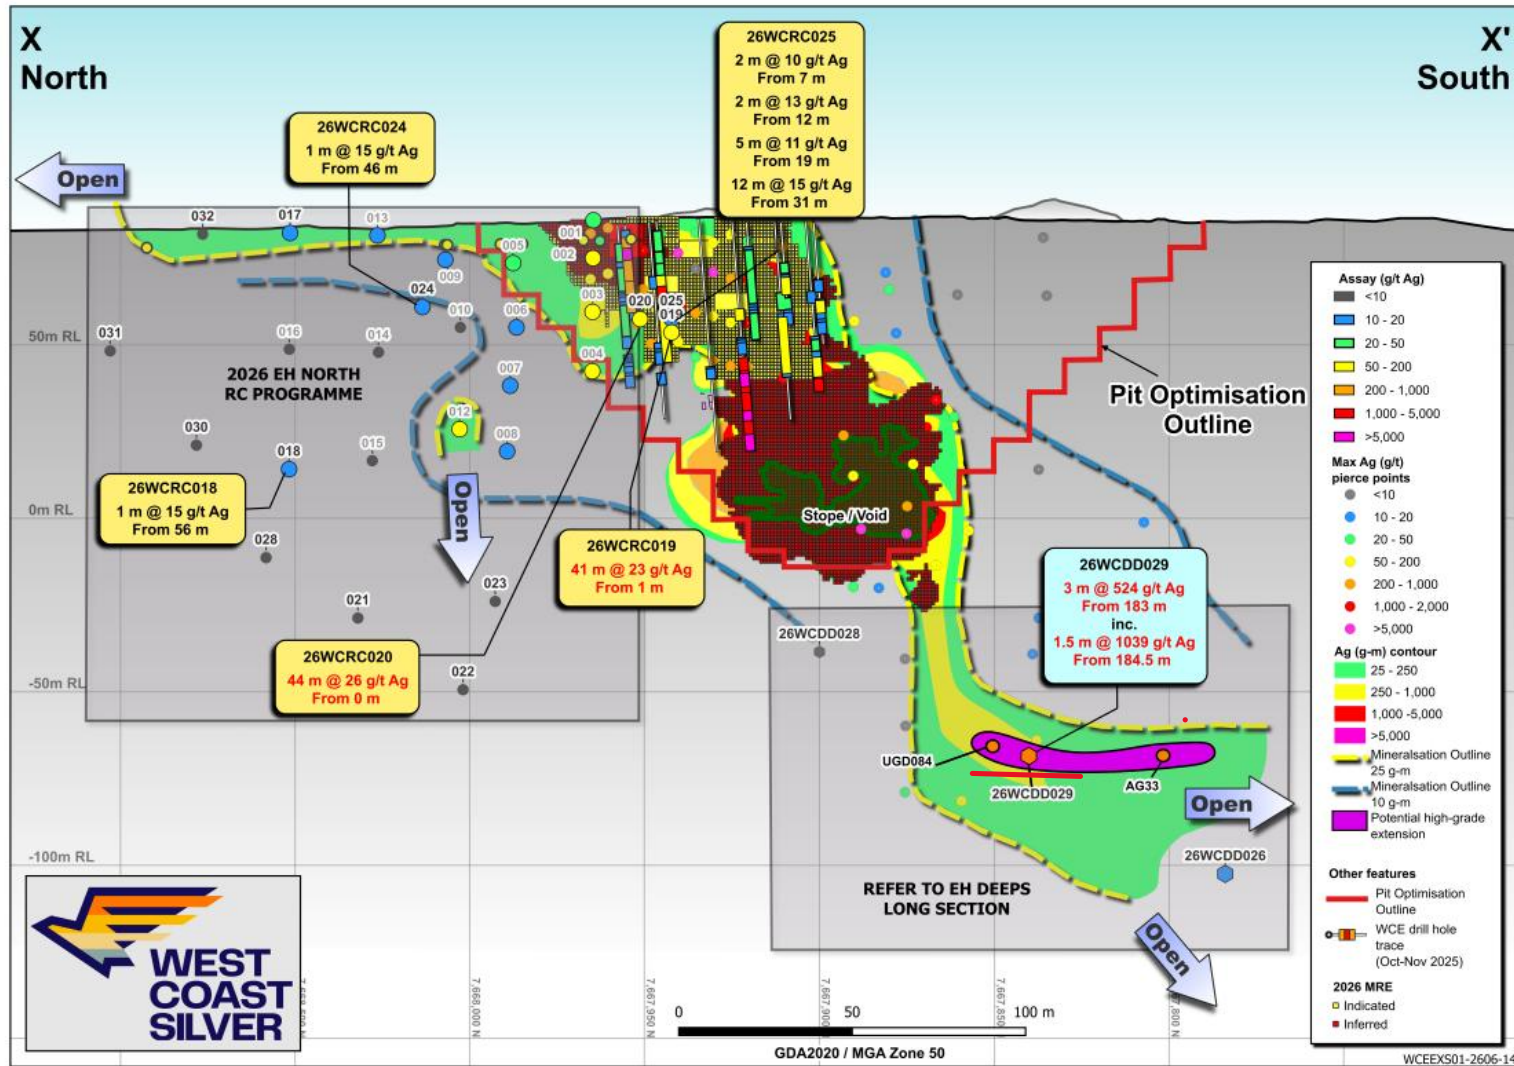 X
North
X'
South
26WCRC025
2 m @ 10 g/t Ag
From 7 m
2 m @ 13 g/t Ag
From 12 m
5 m @ 11 g/t Ag
From 19 m
12 m @ 15 g/t Ag
From 31 m
26WCRC024
1 m @ 15 g/t Ag
From 46 m
Open
032
017
013
009
024
010
005
006
007
008
001
002
003
004
020
025
019
031
016
014
50m RL
2026 EH NORTH
RC PROGRAMME
012
030
018
015
26WCRC018
1 m @ 15 g/t Ag
From 56 m
Open
0m RL
028
021
023
022
-50m RL
26WCRC019
41 m @ 23 g/t Ag
From 1 m
26WCRC020
44 m @ 26 g/t Ag
From 0 m
Stope / Void
Pit Optimisation
Outline
26WCDD028
26WCDD029
3 m @ 524 g/t Ag
From 183 m
inc.
1.5 m @ 1039 g/t Ag
From 184.5 m
UGD084
26WCDD029
AG33
Open
26WCDD026
-100m RL
REFER TO EH DEEPS
LONG SECTION
Open
WEST
COAST
SILVER
7,668,000 N
7,667,950 N
7,667,900 N
7,667,850 N
7,667,800 N
0 50 100 m
GDA2020 / MGA Zone 50
Assay (g/t Ag)
<10
10 - 20
20 - 50
50 - 200
200 - 1,000
1,000 - 5,000
>5,000
Max Ag (g/t)
pierce points
<10
10 - 20
20 - 50
50 - 200
200 - 1,000
1,000 - 2,000
>5,000
Ag (g-m) contour
25 - 250
250 - 1,000
1,000 -5,000
>5,000
Mineralisation Outline
25 g-m
Mineralisation Outline
10 g-m
Potential high-grade
extension
Other features
Pit Optimisation
Outline
WCE drill hole
trace
(Oct-Nov 2025)
2026 MRE
Indicated
Inferred
WCEEXS01-2606-14